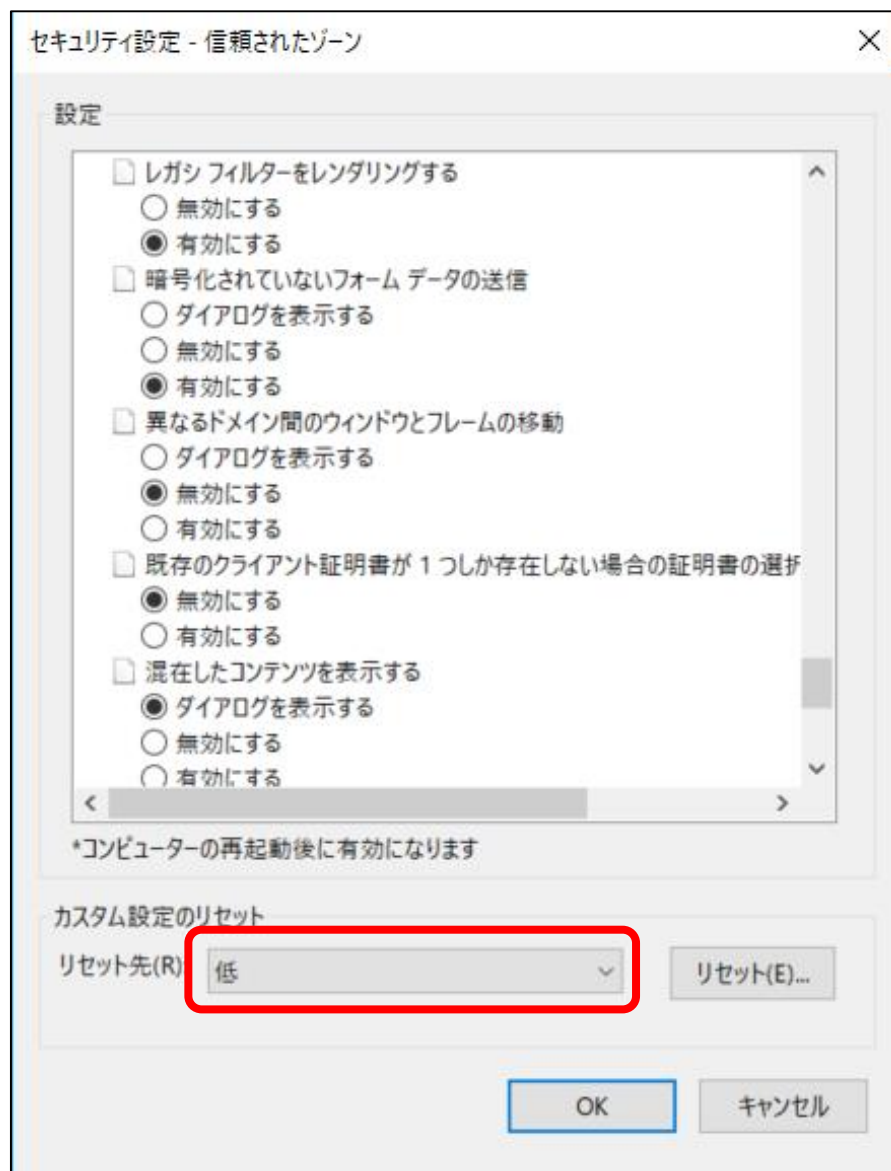 セキュリティ設定 - 信頼されたゾーン
設定
レガシ フィルターをレンダリングする
無効にする
有効にする
暗号化されていないフォーム データの送信
ダイアログを表示する
無効にする
有効にする
異なるドメイン間のウィンドウとフレームの移動
ダイアログを表示する
無効にする
有効にする
既存のクライアント証明書が 1 つしか存在しない場合の証明書の選択
無効にする
有効にする
混在したコンテンツを表示する
ダイアログを表示する
無効にする
有効にする
*コンピューターの再起動後に有効になります
カスタム設定のリセット
リセット先(R): 低 リセット(E)...
OK キャンセル